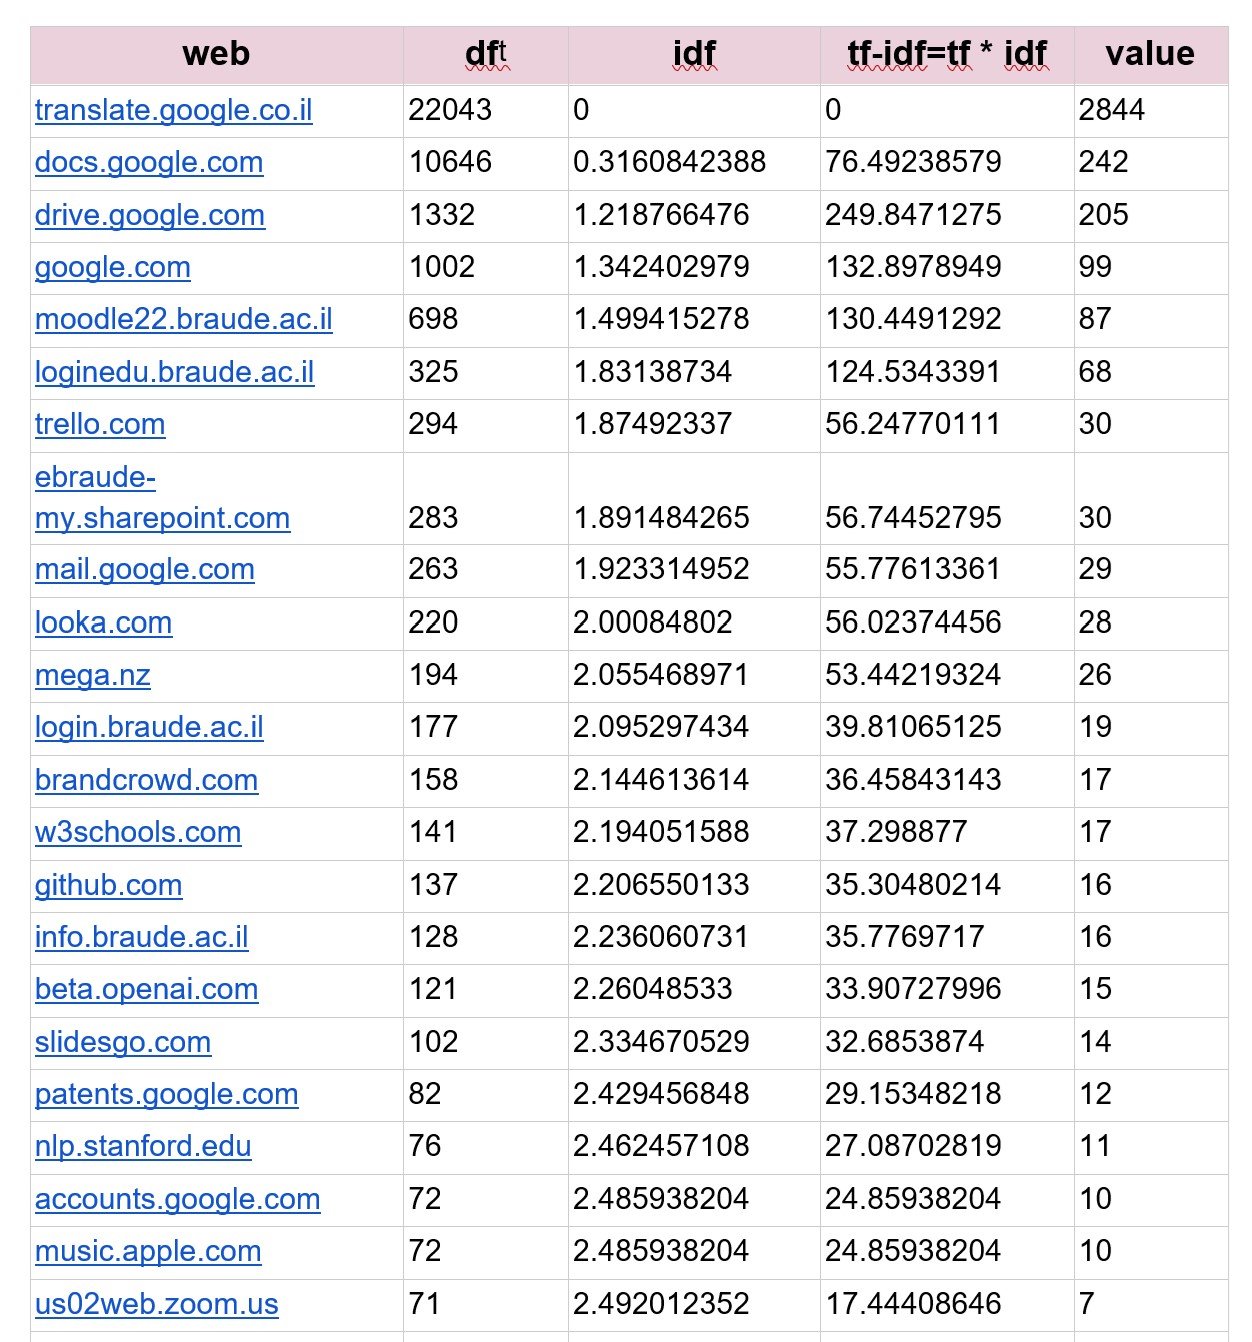 web dft idf tf-idf=tf * idf value
translate.google.co.il 22043 0 0 2844
docs.google.com 10646 0.3160842388 76.49238579 242
drive.google.com 1332 1.218766476 249.8471275 205
google.com 1002 1.342402979 132.8978949 99
moodle22.braude.ac.il 698 1.499415278 130.4491292 87
loginedu.braude.ac.il 325 1.83138734 124.5343391 68
trello.com 294 1.87492337 56.24770111 30
ebraude-
my.sharepoint.com 283 1.891484265 56.74452795 30
mail.google.com 263 1.923314952 55.77613361 29
looka.com 220 2.00084802 56.02374456 28
mega.nz 194 2.055468971 53.44219324 26
login.braude.ac.il 177 2.095297434 39.81065125 19
brandcrowd.com 158 2.144613614 36.45843143 17
w3schools.com 141 2.194051588 37.298877 17
github.com 137 2.206550133 35.30480214 16
info.braude.ac.il 128 2.236060731 35.7769717 16
beta.openai.com 121 2.26048533 33.90727996 15
slidesgo.com 102 2.334670529 32.6853874 14
patents.google.com 82 2.429456848 29.15348218 12
nlp.stanford.edu 76 2.462457108 27.08702819 11
accounts.google.com 72 2.485938204 24.85938204 10
music.apple.com 72 2.485938204 24.85938204 10
us02web.zoom.us 71 2.492012352 17.44408646 7